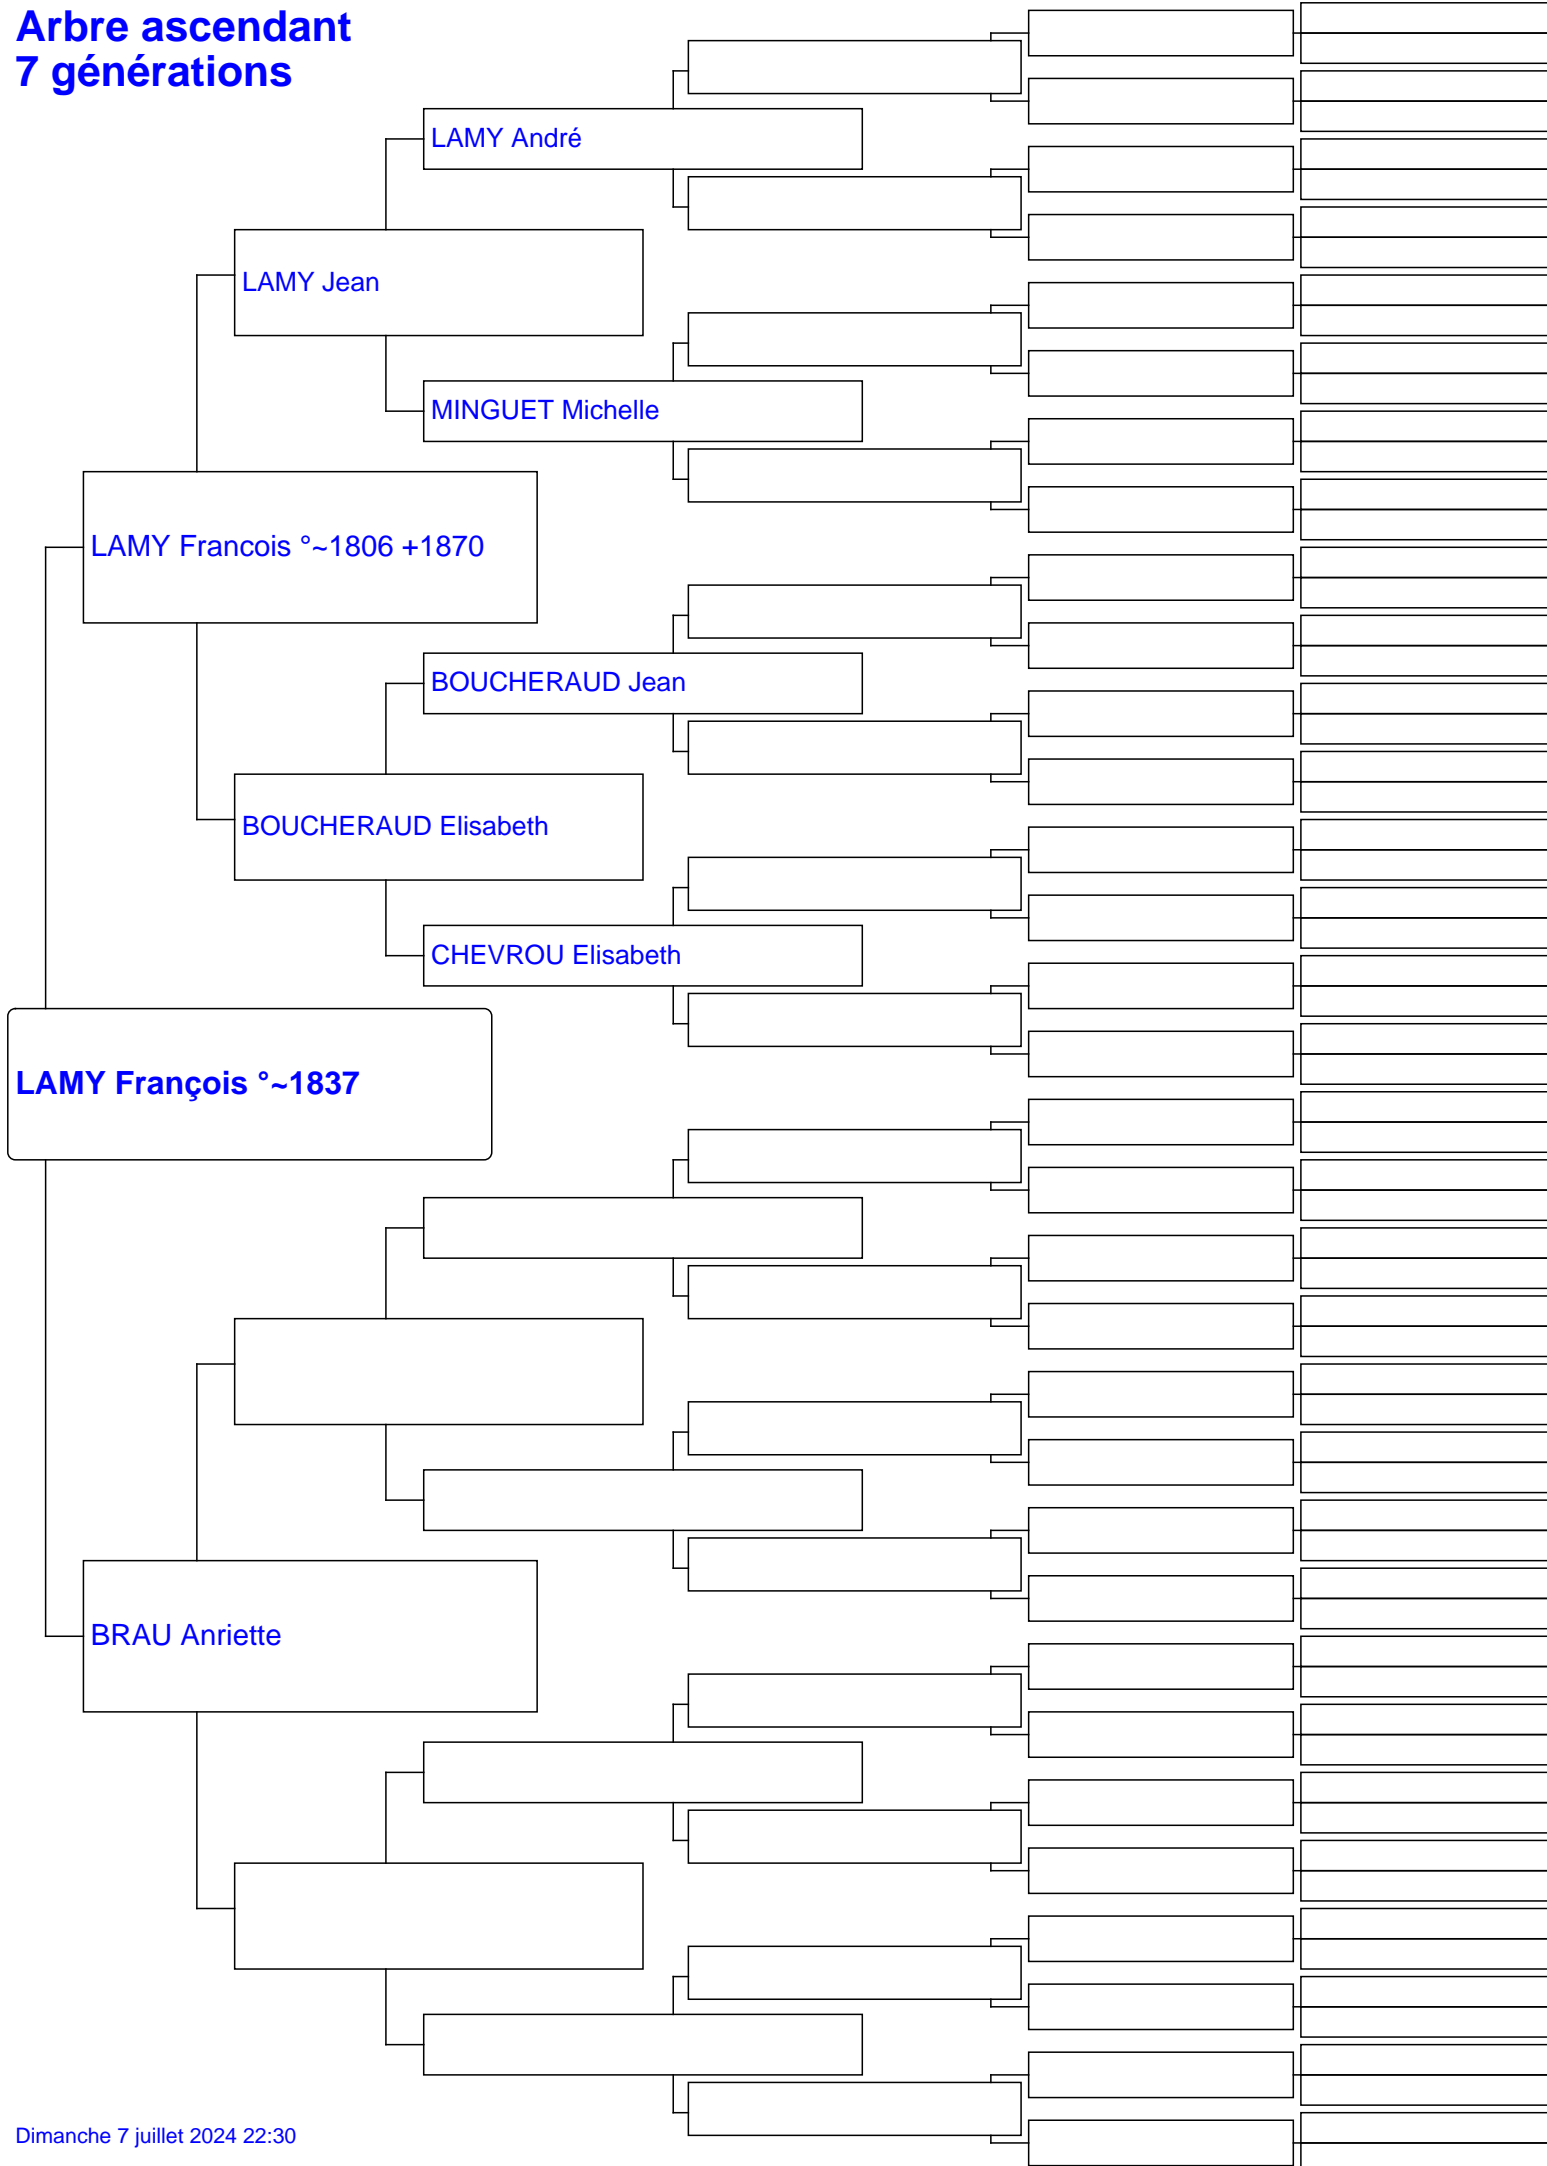 Arbre ascendant
7 générations
LAMY André
LAMY Jean
MINGUET Michelle
LAMY Francois °~1806 +1870
BOUCHERAUD Jean
BOUCHERAUD Elisabeth
CHEVROU Elisabeth
LAMY François °~1837
BRAU Anriette
Dimanche 7 juillet 2024 22:30